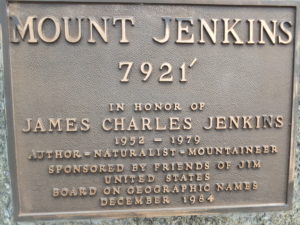 MOUNT JENKINS
7921'
IN HONOR OF
JAMES CHARLES JENKINS
1952 - 1979
AUTHOR=NATURALIST=MOUNTAINEER
SPONSORED BY FRIENDS OF JIM
UNITED STATES
BOARD ON GEOGRAPHIC NAMES
DECEMBER 1984